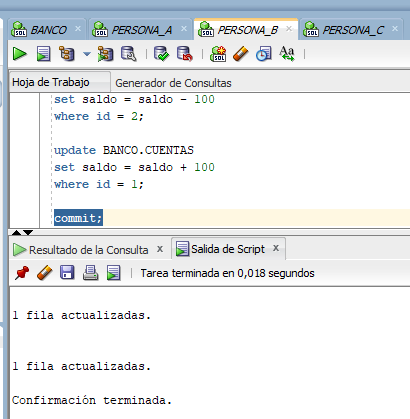 BANCO PERSONA_A PERSONA_B PERSONA_C
Hoja de Trabajo Generador de Consultas
set saldo = saldo - 100
where id = 2;
update BANCO.CUENTAS
set saldo = saldo + 100
where id = 1;
commit;
Resultado de la Consulta x Salida de Script x
Tarea terminada en 0,018 segundos
1 fila actualizadas.
1 fila actualizadas.
Confirmación terminada.